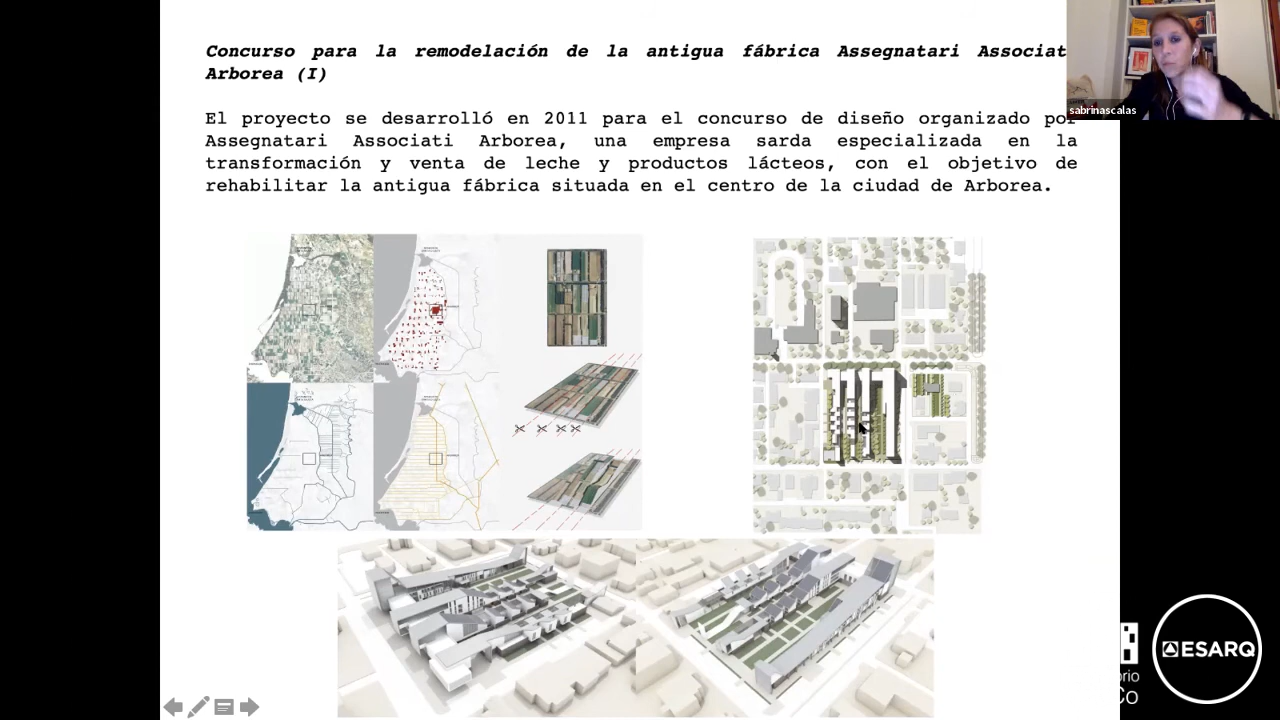 Concurso para la remodelación de la antigua fábrica Assegnatari Associat
Arborea (I)
El proyecto se desarrolló en 2011 para el concurso de diseño organizado por
Assegnatari Associati Arborea, una empresa sarda especializada en la
transformación y venta de leche y productos lácteos, con el objetivo de
rehabilitar la antigua fábrica situada en el centro de la ciudad de Arborea.
sabrinascalas
ESARQ
orio
Co